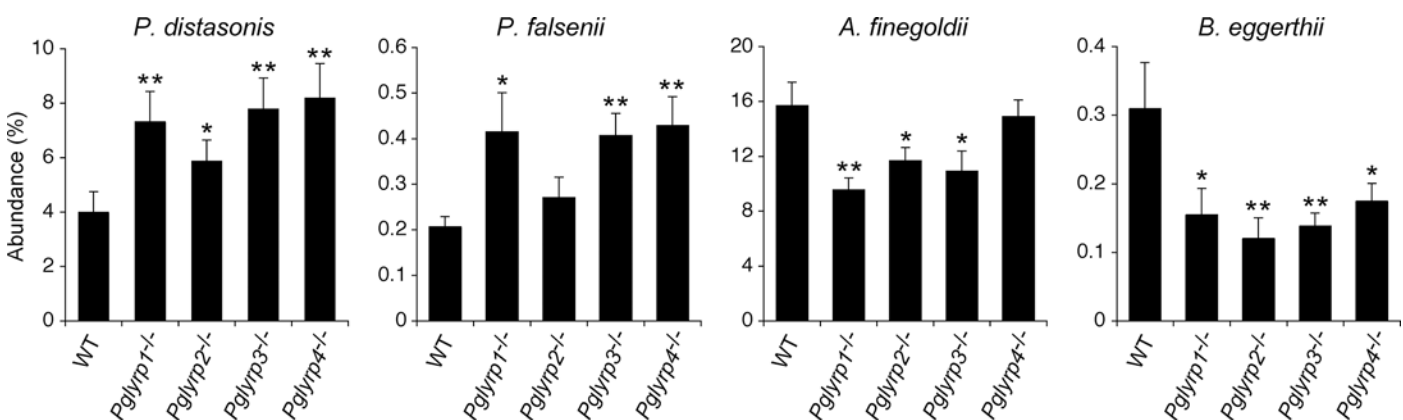 P. distasonis
P. falsenii
A. finegoldii
B. eggerthii
Abundance (%)
10
8
6
4
2
0
**
*
**
**
WT
Pglyrp1-/-
Pglyrp2-/-
Pglyrp3-/-
Pglyrp4-/-
0.6
0.5
0.4
0.3
0.2
0.1
0
*
**
**
WT
Pglyrp1-/-
Pglyrp2-/-
Pglyrp3-/-
Pglyrp4-/-
20
16
12
8
4
0
**
*
*
WT
Pglyrp1-/-
Pglyrp2-/-
Pglyrp3-/-
Pglyrp4-/-
0.4
0.3
0.2
0.1
0
*
**
**
*
WT
Pglyrp1-/-
Pglyrp2-/-
Pglyrp3-/-
Pglyrp4-/-